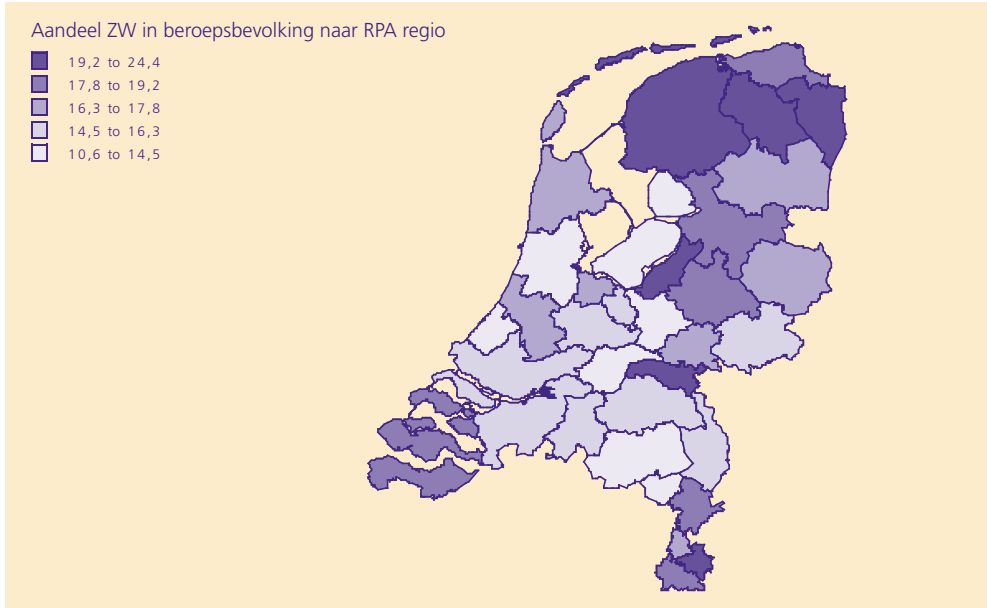 Aandeel ZW in beroepsbevolking naar RPA regio
19,2 to 24,4
17,8 to 19,2
16,3 to 17,8
14,5 to 16,3
10,6 to 14,5